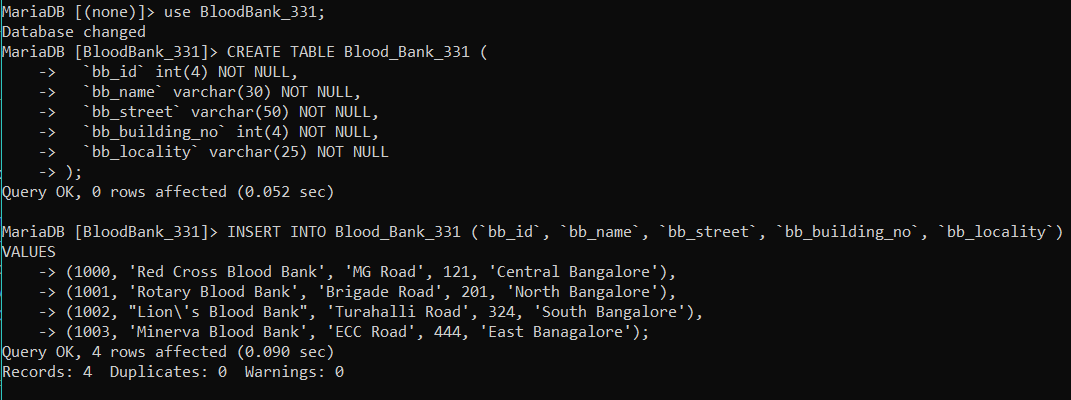 MariaDB [(none)]> use BloodBank_331;
Database changed
MariaDB [BloodBank_331]> CREATE TABLE Blood_Bank_331 (
    ->   `bb_id` int(4) NOT NULL,
    ->   `bb_name` varchar(30) NOT NULL,
    ->   `bb_street` varchar(50) NOT NULL,
    ->   `bb_building_no` int(4) NOT NULL,
    ->   `bb_locality` varchar(25) NOT NULL
    -> );
Query OK, 0 rows affected (0.052 sec)
MariaDB [BloodBank_331]> INSERT INTO Blood_Bank_331 (`bb_id`, `bb_name`, `bb_street`, `bb_building_no`, `bb_locality`)
VALUES
    -> (1000, 'Red Cross Blood Bank', 'MG Road', 121, 'Central Bangalore'),
    -> (1001, 'Rotary Blood Bank', 'Brigade Road', 201, 'North Bangalore'),
    -> (1002, "Lion\'s Blood Bank", 'Turahalli Road', 324, 'South Bangalore'),
    -> (1003, 'Minerva Blood Bank', 'ECC Road', 444, 'East Banagalore');
Query OK, 4 rows affected (0.090 sec)
Records: 4  Duplicates: 0  Warnings: 0